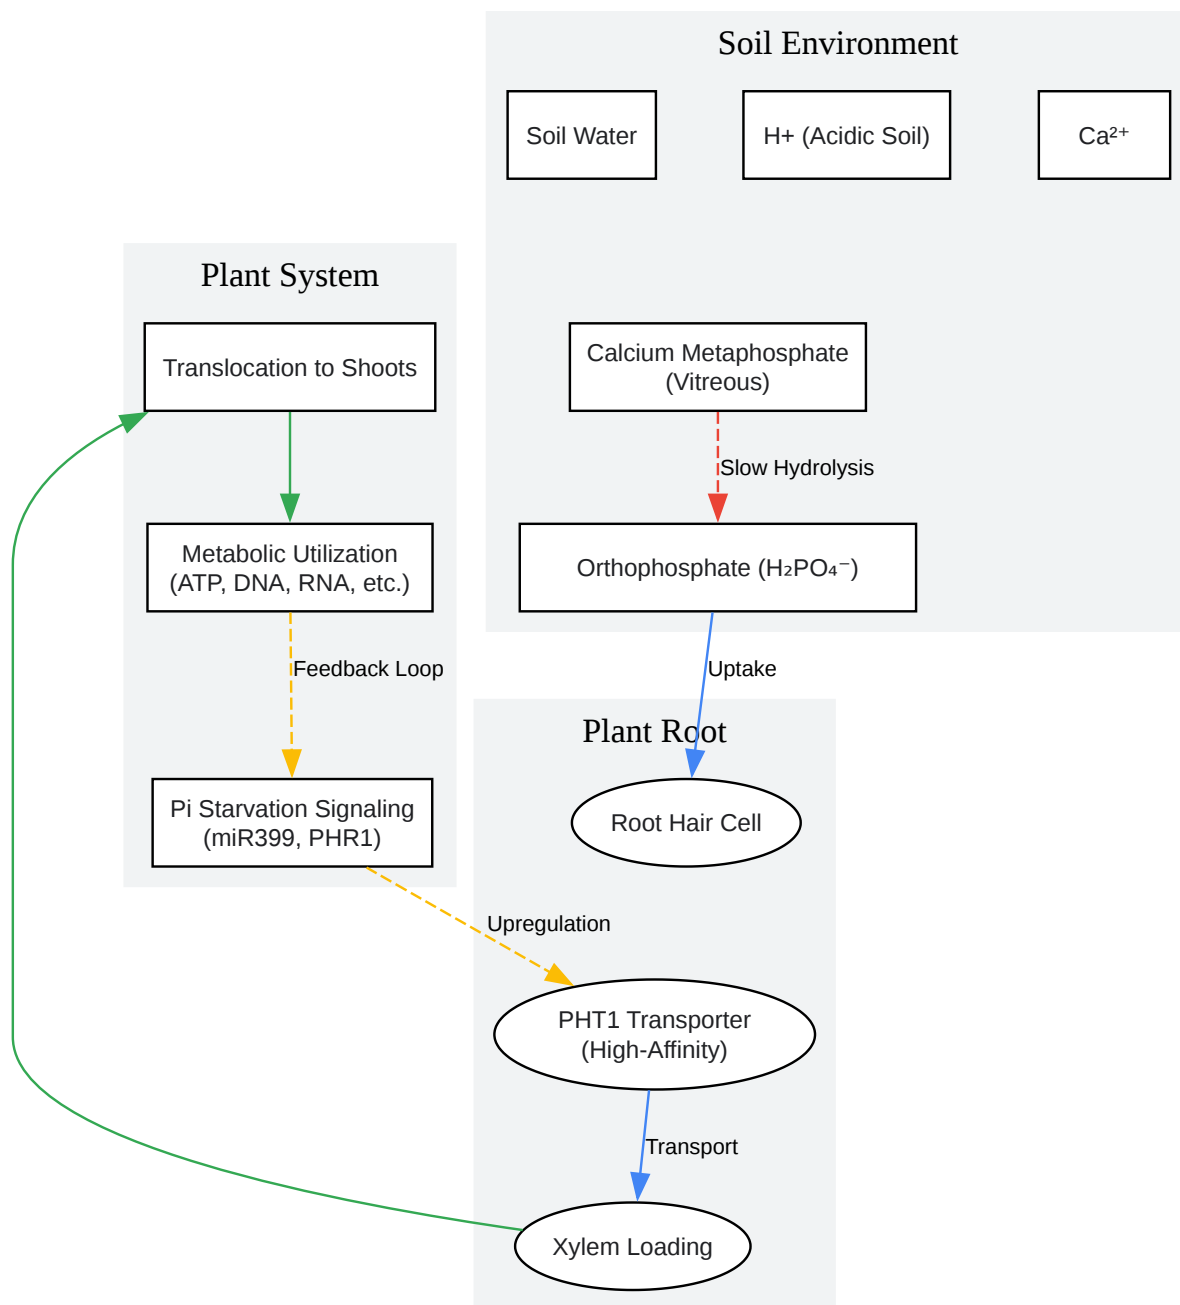 Soil Environment
Soil Water
H+ (Acidic Soil)
Ca²⁺
Plant System
Translocation to Shoots
Calcium Metaphosphate
(Vitreous)
Slow Hydrolysis
Metabolic Utilization
(ATP, DNA, RNA, etc.)
Orthophosphate (H₂PO₄⁻)
Feedback Loop
Uptake
Plant Root
Pi Starvation Signaling
(miR399, PHR1)
Root Hair Cell
Upregulation
PHT1 Transporter
(High-Affinity)
Transport
Xylem Loading